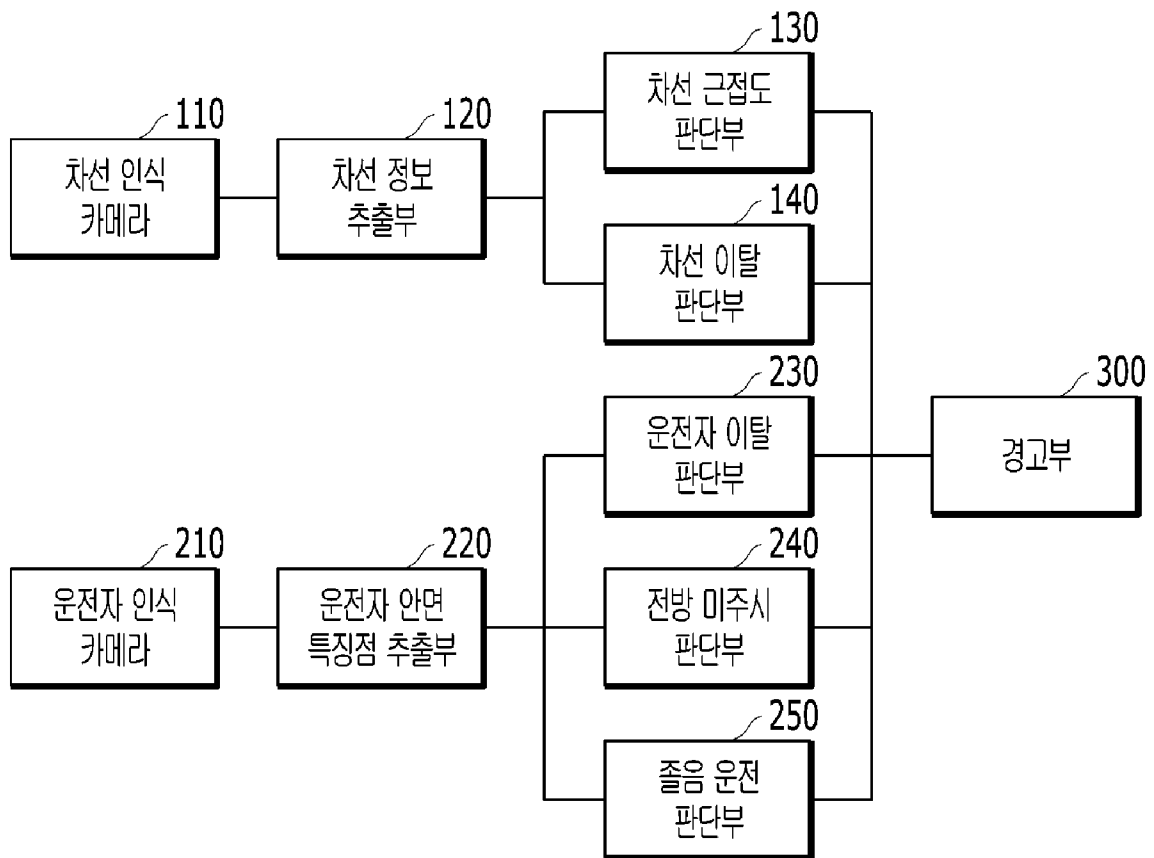 130
차선 근접도
판단부
110
차선 인식
카메라
120
차선 정보
추출부
140
차선 이탈
판단부
230
운전자 이탈
판단부
300
경고부
210
운전자 인식
카메라
220
운전자 안면
특징점 추출부
240
전방 미주시
판단부
250
졸음 운전
판단부